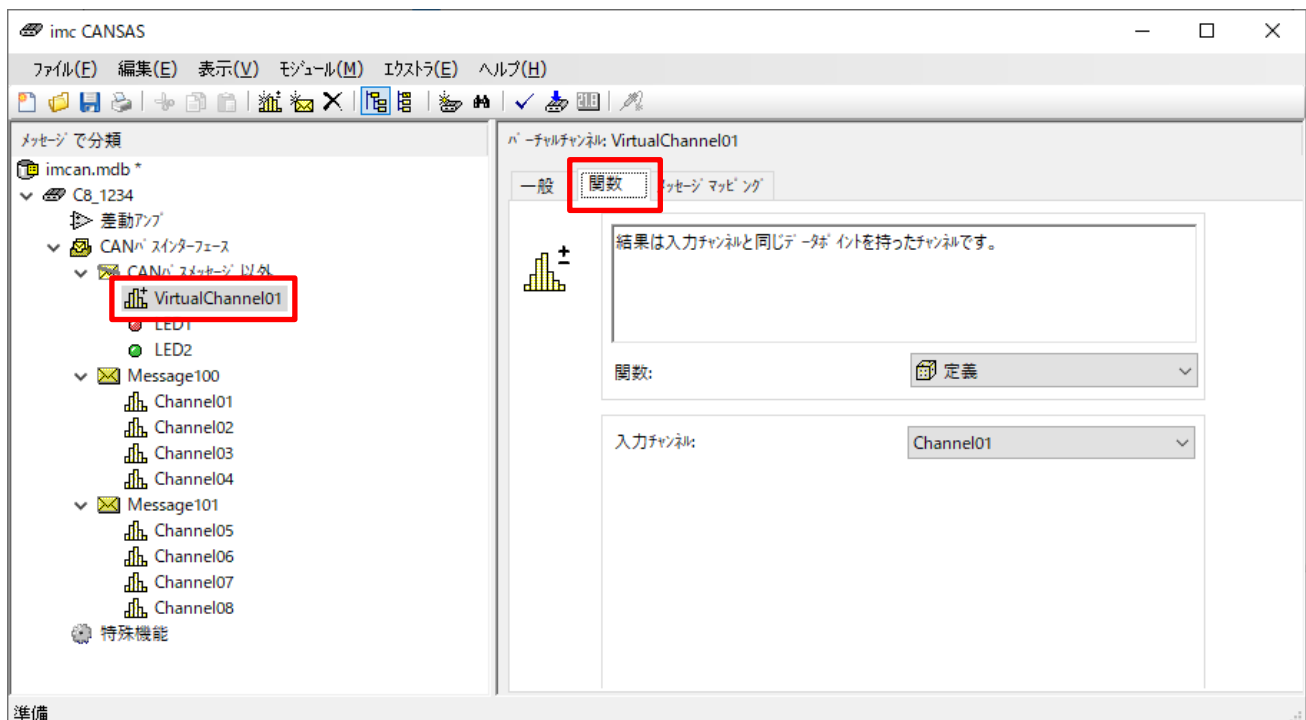 imc CANSAS
ファイル(F) 編集(E) 表示(V) モジュール(M) エクストラ(E) ヘルプ(H)
メッセージで分類
imcan.mdb *
C8_1234
差動アンプ
CANバスインターフェース
CANバスメッセージ以外
VirtualChannel01
LED1
LED2
Message100
Channel01
Channel02
Channel03
Channel04
Message101
Channel05
Channel06
Channel07
Channel08
特殊機能
バーチャルチャンネル: VirtualChannel01
一般 関数 メッセージマッピング
結果は入力チャンネルと同じデータポイントを持ったチャンネルです。
関数: 定義
入力チャンネル: Channel01
準備